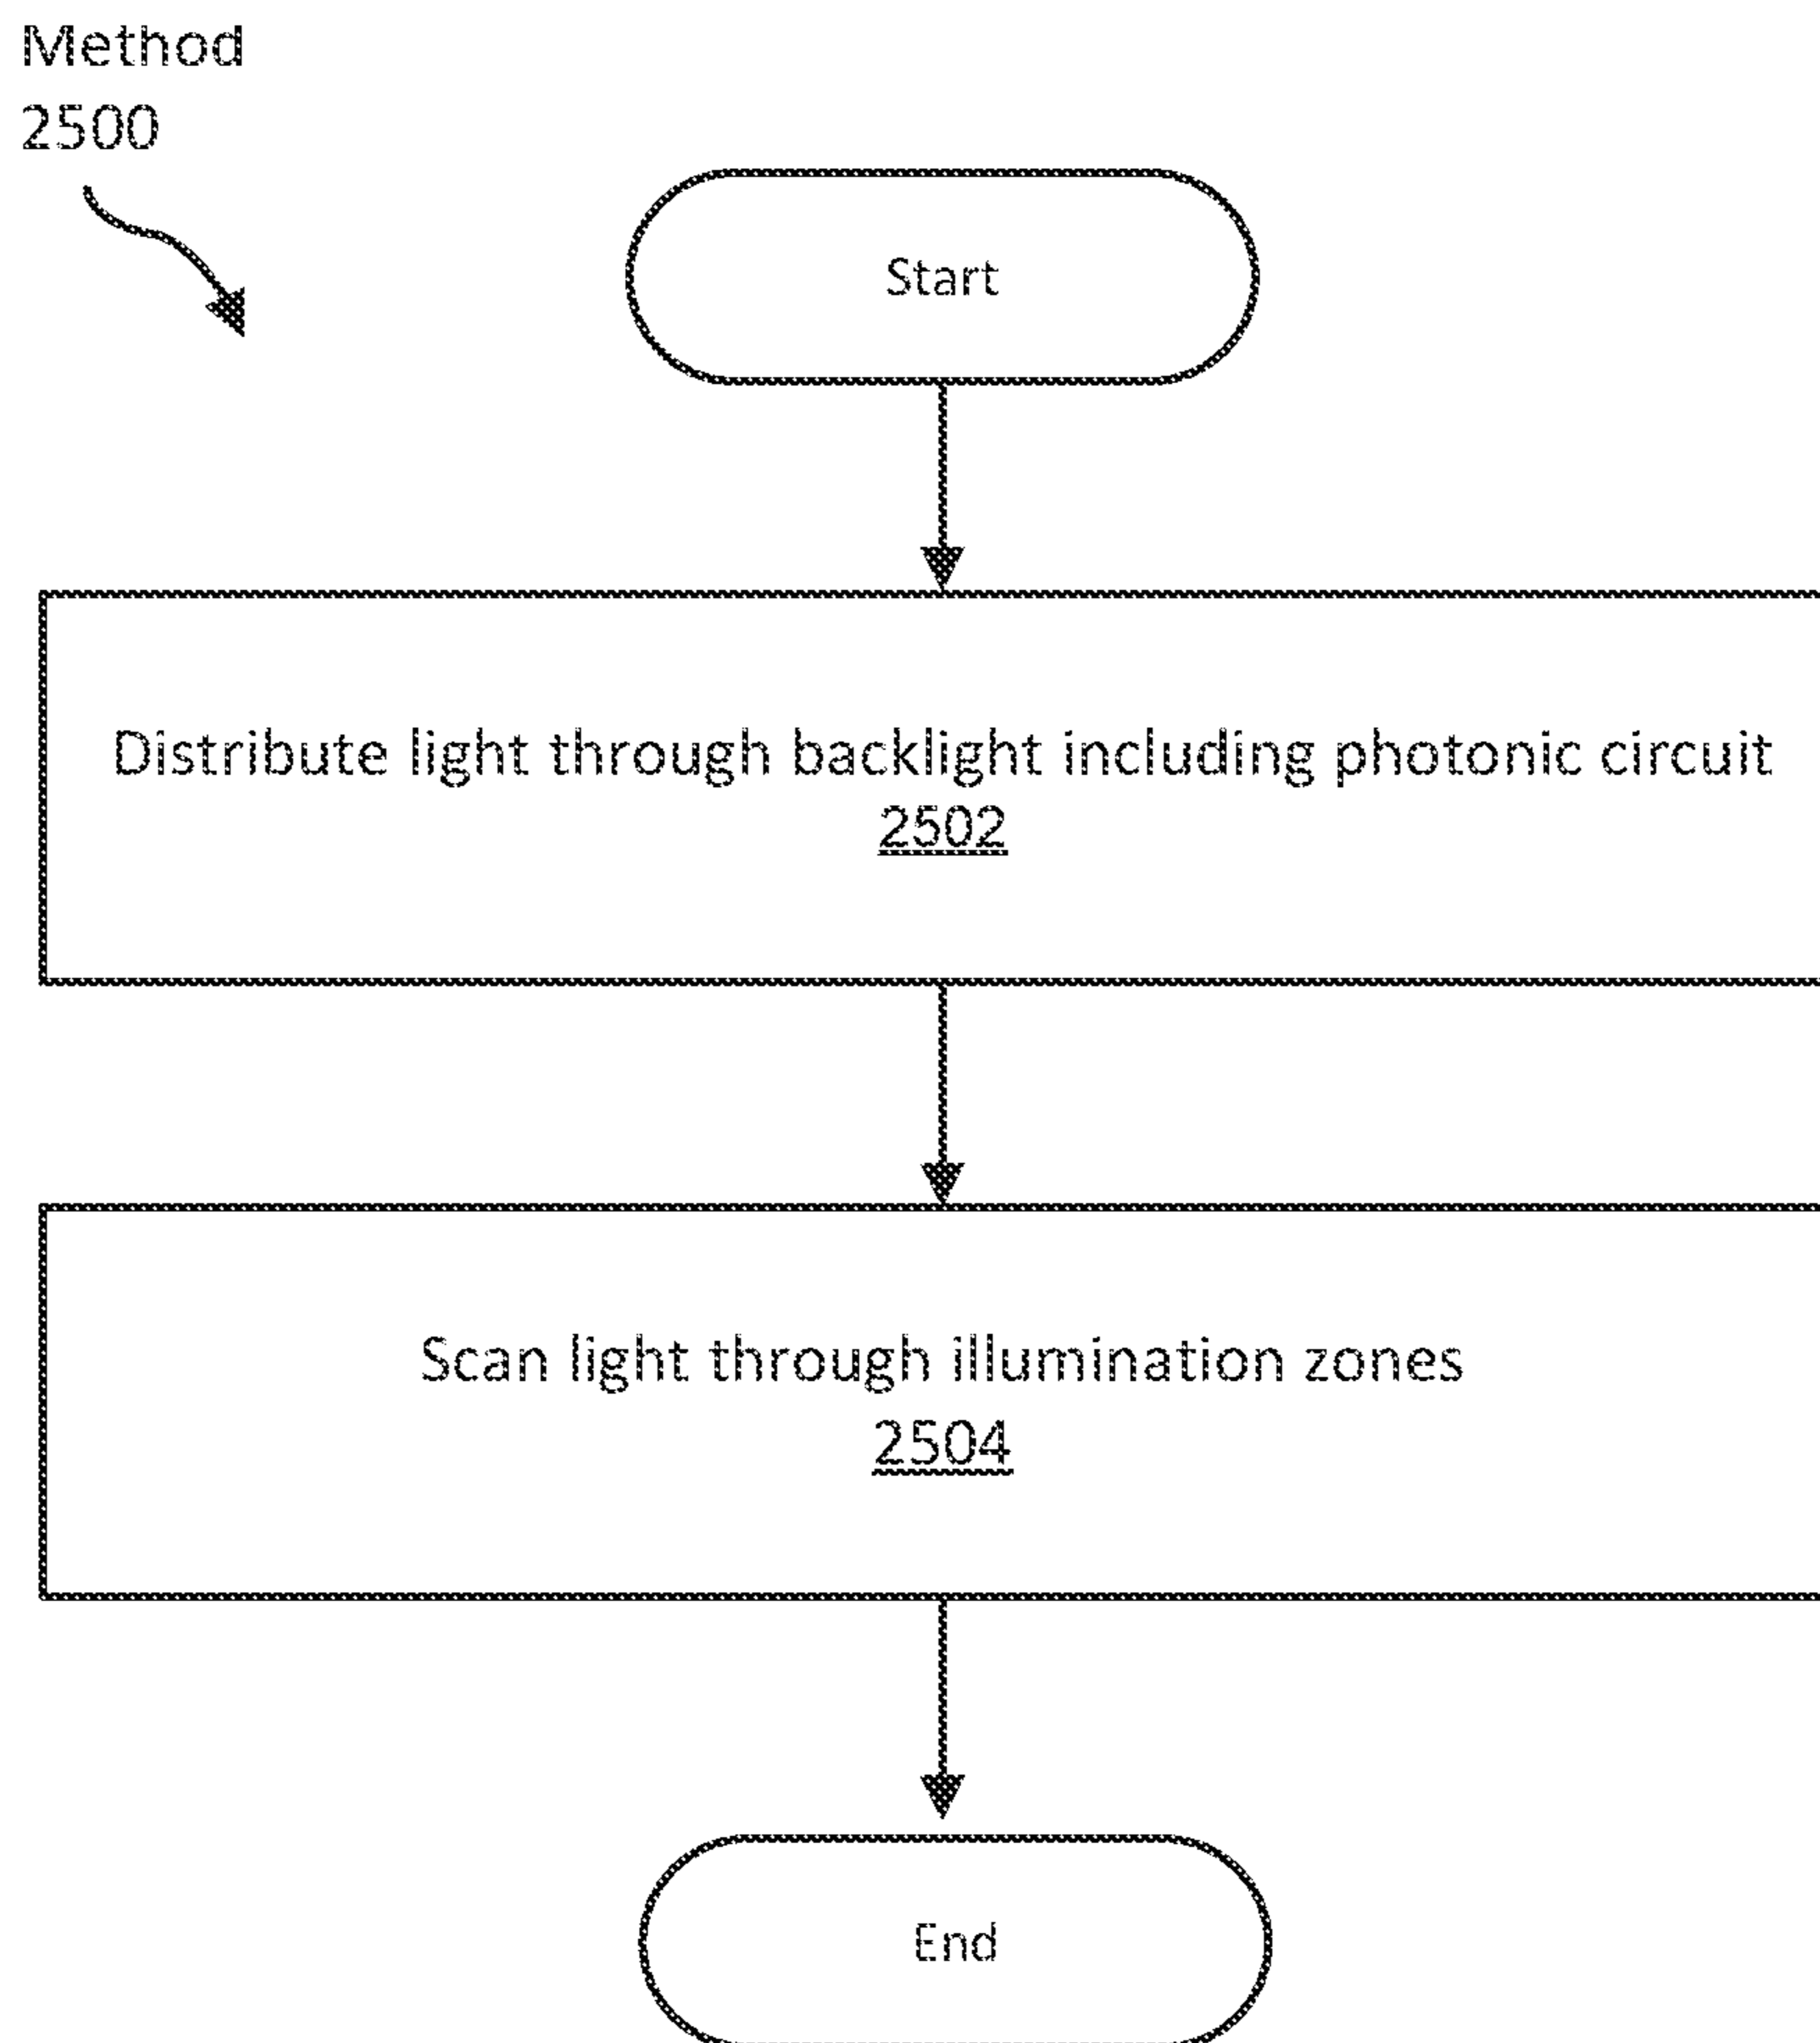 Method
2500
Start
Distribute light through backlight including photonic circuit
2502
Scan light through illumination zones
2504
End